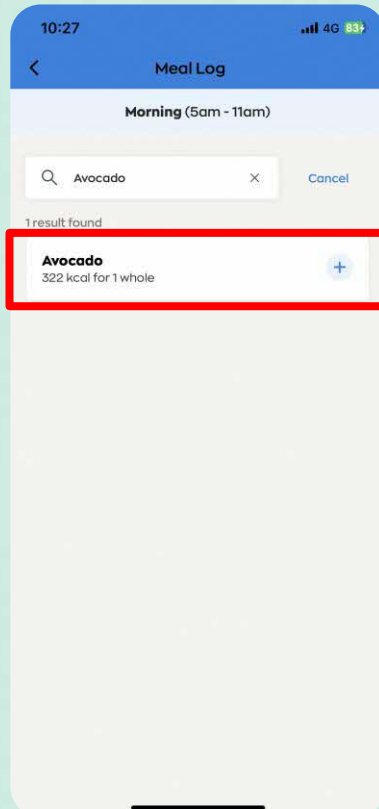 10:27 4G 83
Meal Log
Morning (5am - 11am)
Avocado Cancel
1 result found
Avocado
322 kcal for 1 whole